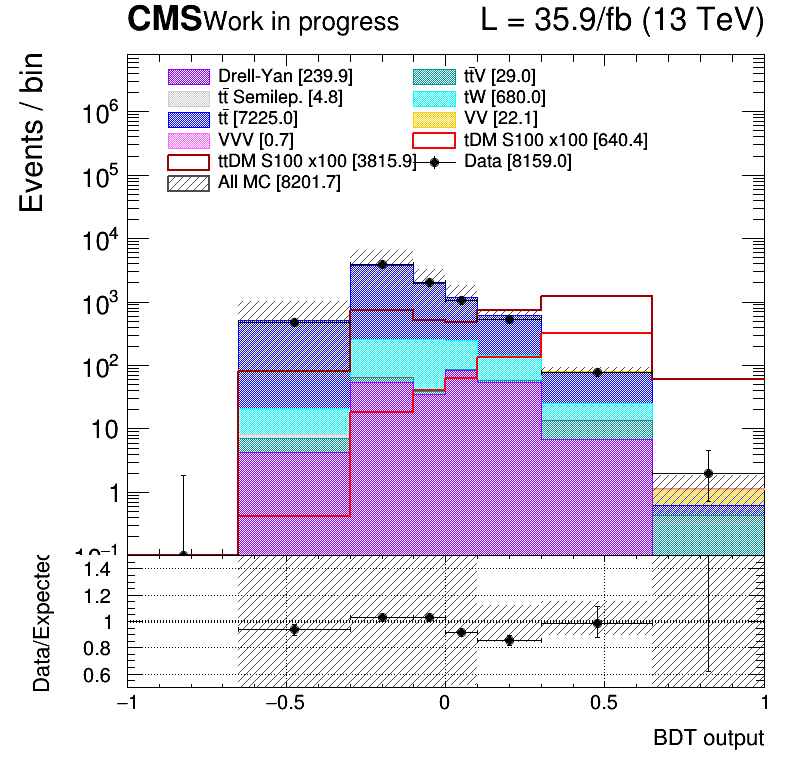 CMS Work in progress L = 35.9/fb (13 TeV)
Events / bin
Drell-Yan [239.9] tt̄V [29.0]
tt̄ Semilep. [4.8] tW [680.0]
tt̄ [7225.0] VV [22.1]
VVV [0.7] tDM S100 x100 [640.4]
ttDM S100 x100 [3815.9] Data [8159.0]
All MC [8201.7]
10⁶
10⁵
10⁴
10³
10²
10
1
10⁻¹
Data/Expected
1.4
1.2
1
0.8
0.6
−1 −0.5 0 0.5 1
BDT output